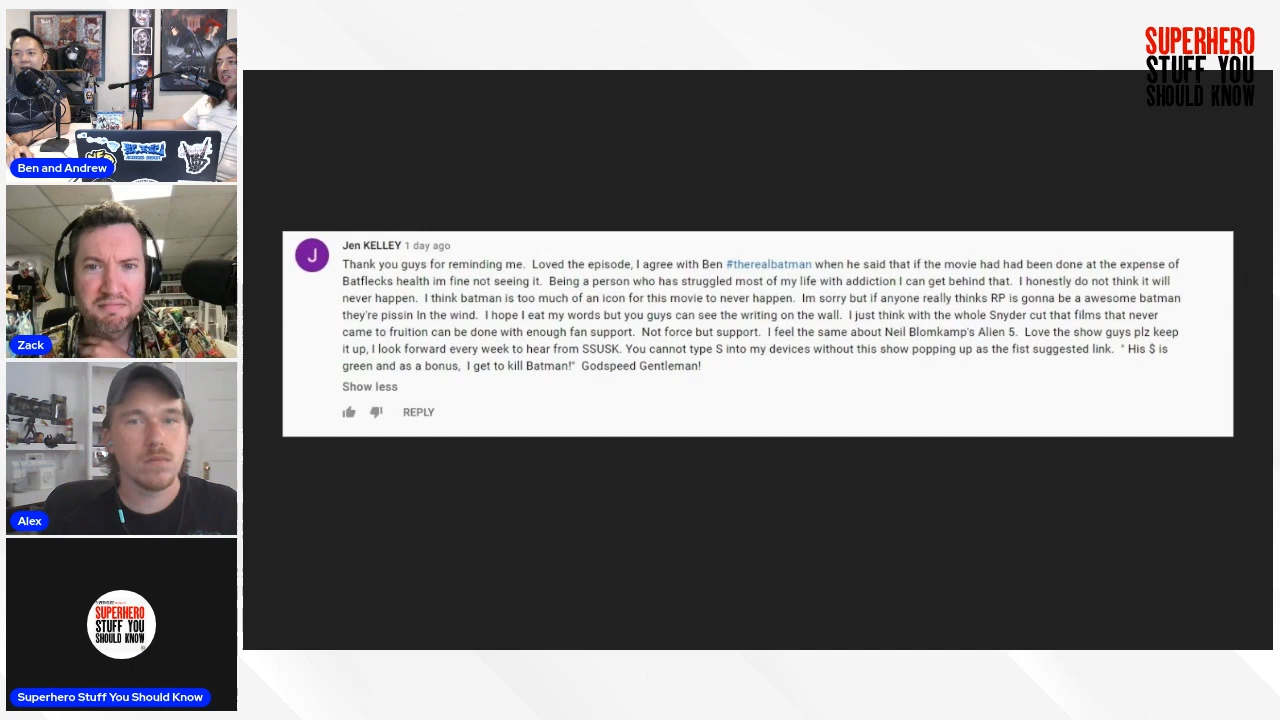 SUPERHERO
STUFF YOU
SHOULD KNOW
Ben and Andrew
Zack
Alex
SUPERHERO
STUFF YOU
SHOULD KNOW
Superhero Stuff You Should Know
J
Jen KELLEY 1 day ago
Thank you guys for reminding me. Loved the episode, I agree with Ben #therealbatman when he said that if the movie had had been done at the expense of
Batflecks health im fine not seeing it. Being a person who has struggled most of my life with addiction I can get behind that. I honestly do not think it will
never happen. I think batman is too much of an icon for this movie to never happen. Im sorry but if anyone really thinks RP is gonna be a awesome batman
they're pissin In the wind. I hope I eat my words but you guys can see the writing on the wall. I just think with the whole Snyder cut that films that never
came to fruition can be done with enough fan support. Not force but support. I feel the same about Neil Blomkamp's Alien 5. Love the show guys plz keep
it up, I look forward every week to hear from SSUSK. You cannot type S into my devices without this show popping up as the fist suggested link. " His $ is
green and as a bonus, I get to kill Batman!" Godspeed Gentleman!
Show less
REPLY